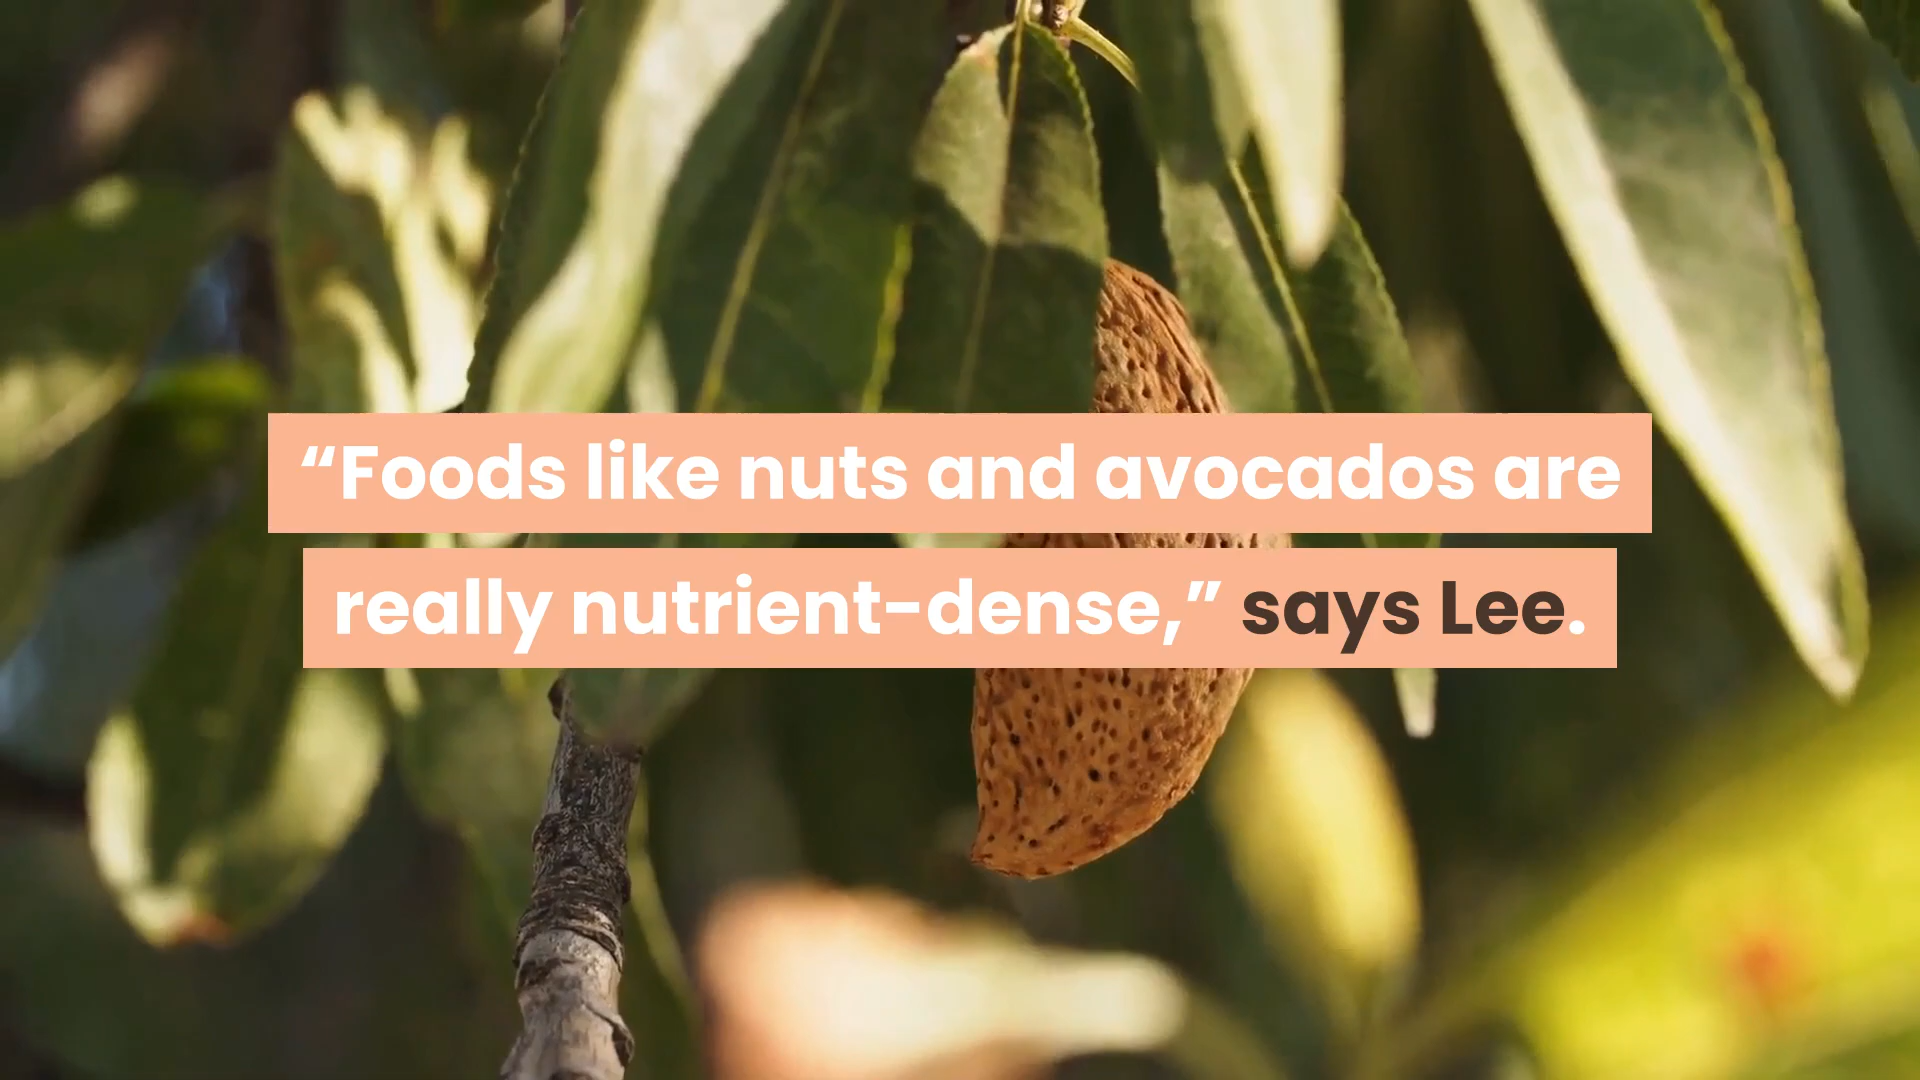 “Foods like nuts and avocados are
really nutrient-dense,” says Lee.